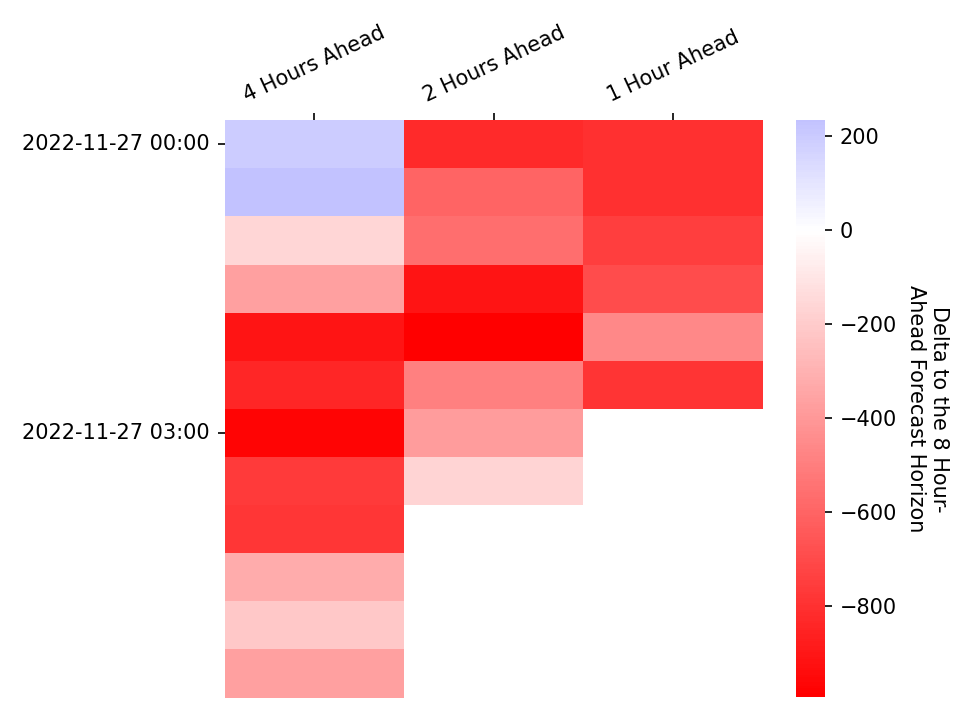 4 Hours Ahead
2 Hours Ahead
1 Hour Ahead
2022-11-27 00:00
2022-11-27 03:00
200
0
−200
−400
−600
−800
Delta to the 8 Hour-
Ahead Forecast Horizon